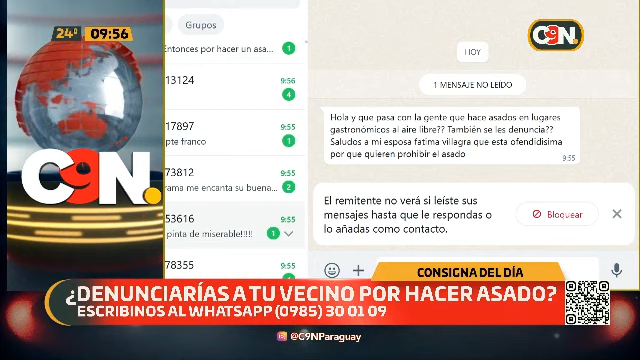 24° 09:56
C9N.
Grupos
Entonces por hacer un asa...
1
13124
9:56
4
17897
9:55
pte franco
1
73812
9:55
rama me encanta su buena...
2
53616
9:55
pinta de miserable!!!!!
1
78355
9:55
C9N
HOY
1 MENSAJE NO LEÍDO
Hola y que pasa con la gente que hace asados en lugares
gastronómicos al aire libre?? También se les denuncia??
Saludos a mi esposa fatima villagra que esta ofendidisima
por que quieren prohibir el asado
9:55
El remitente no verá si leíste sus
mensajes hasta que le respondas o
lo añadas como contacto.
Bloquear
CONSIGNA DEL DÍA
¿DENUNCIARÍAS A TU VECINO POR HACER ASADO?
ESCRIBINOS AL WHATSAPP (0985) 30 01 09
@C9NParaguay